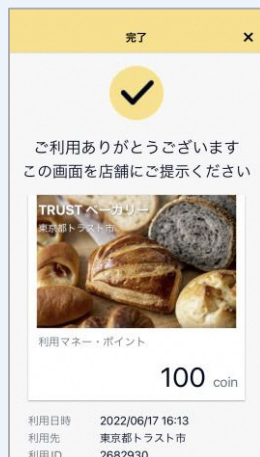 完了
ご利用ありがとうございます
この画面を店舗にご提示ください
TRUST ベーカリー
東京都トラスト市
利用マネー・ポイント
100 coin
利用日時 2022/06/17 16:13
利用先 東京都トラスト市
利用ID 2682930